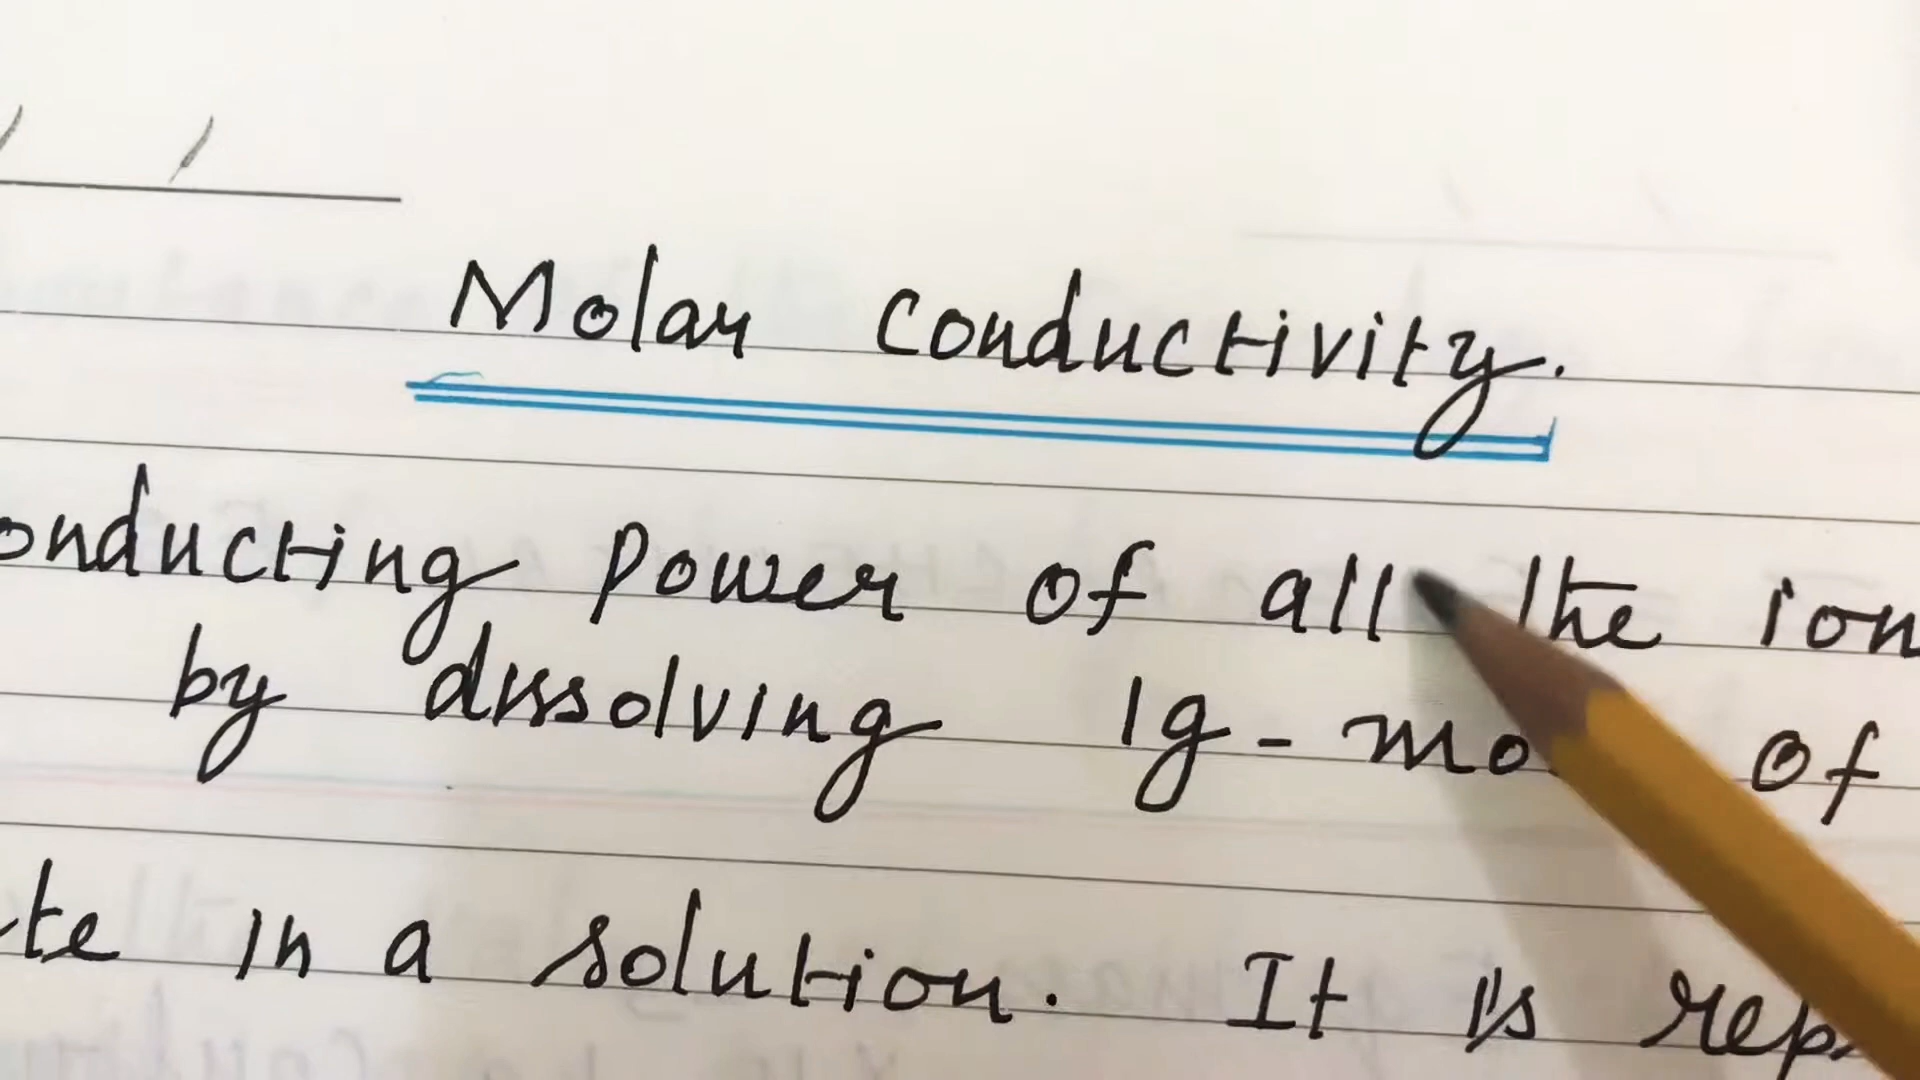 Molar Conductivity.
onducting power of all the ion
by dissolving 1g - mo of
te in a solution. It is rep